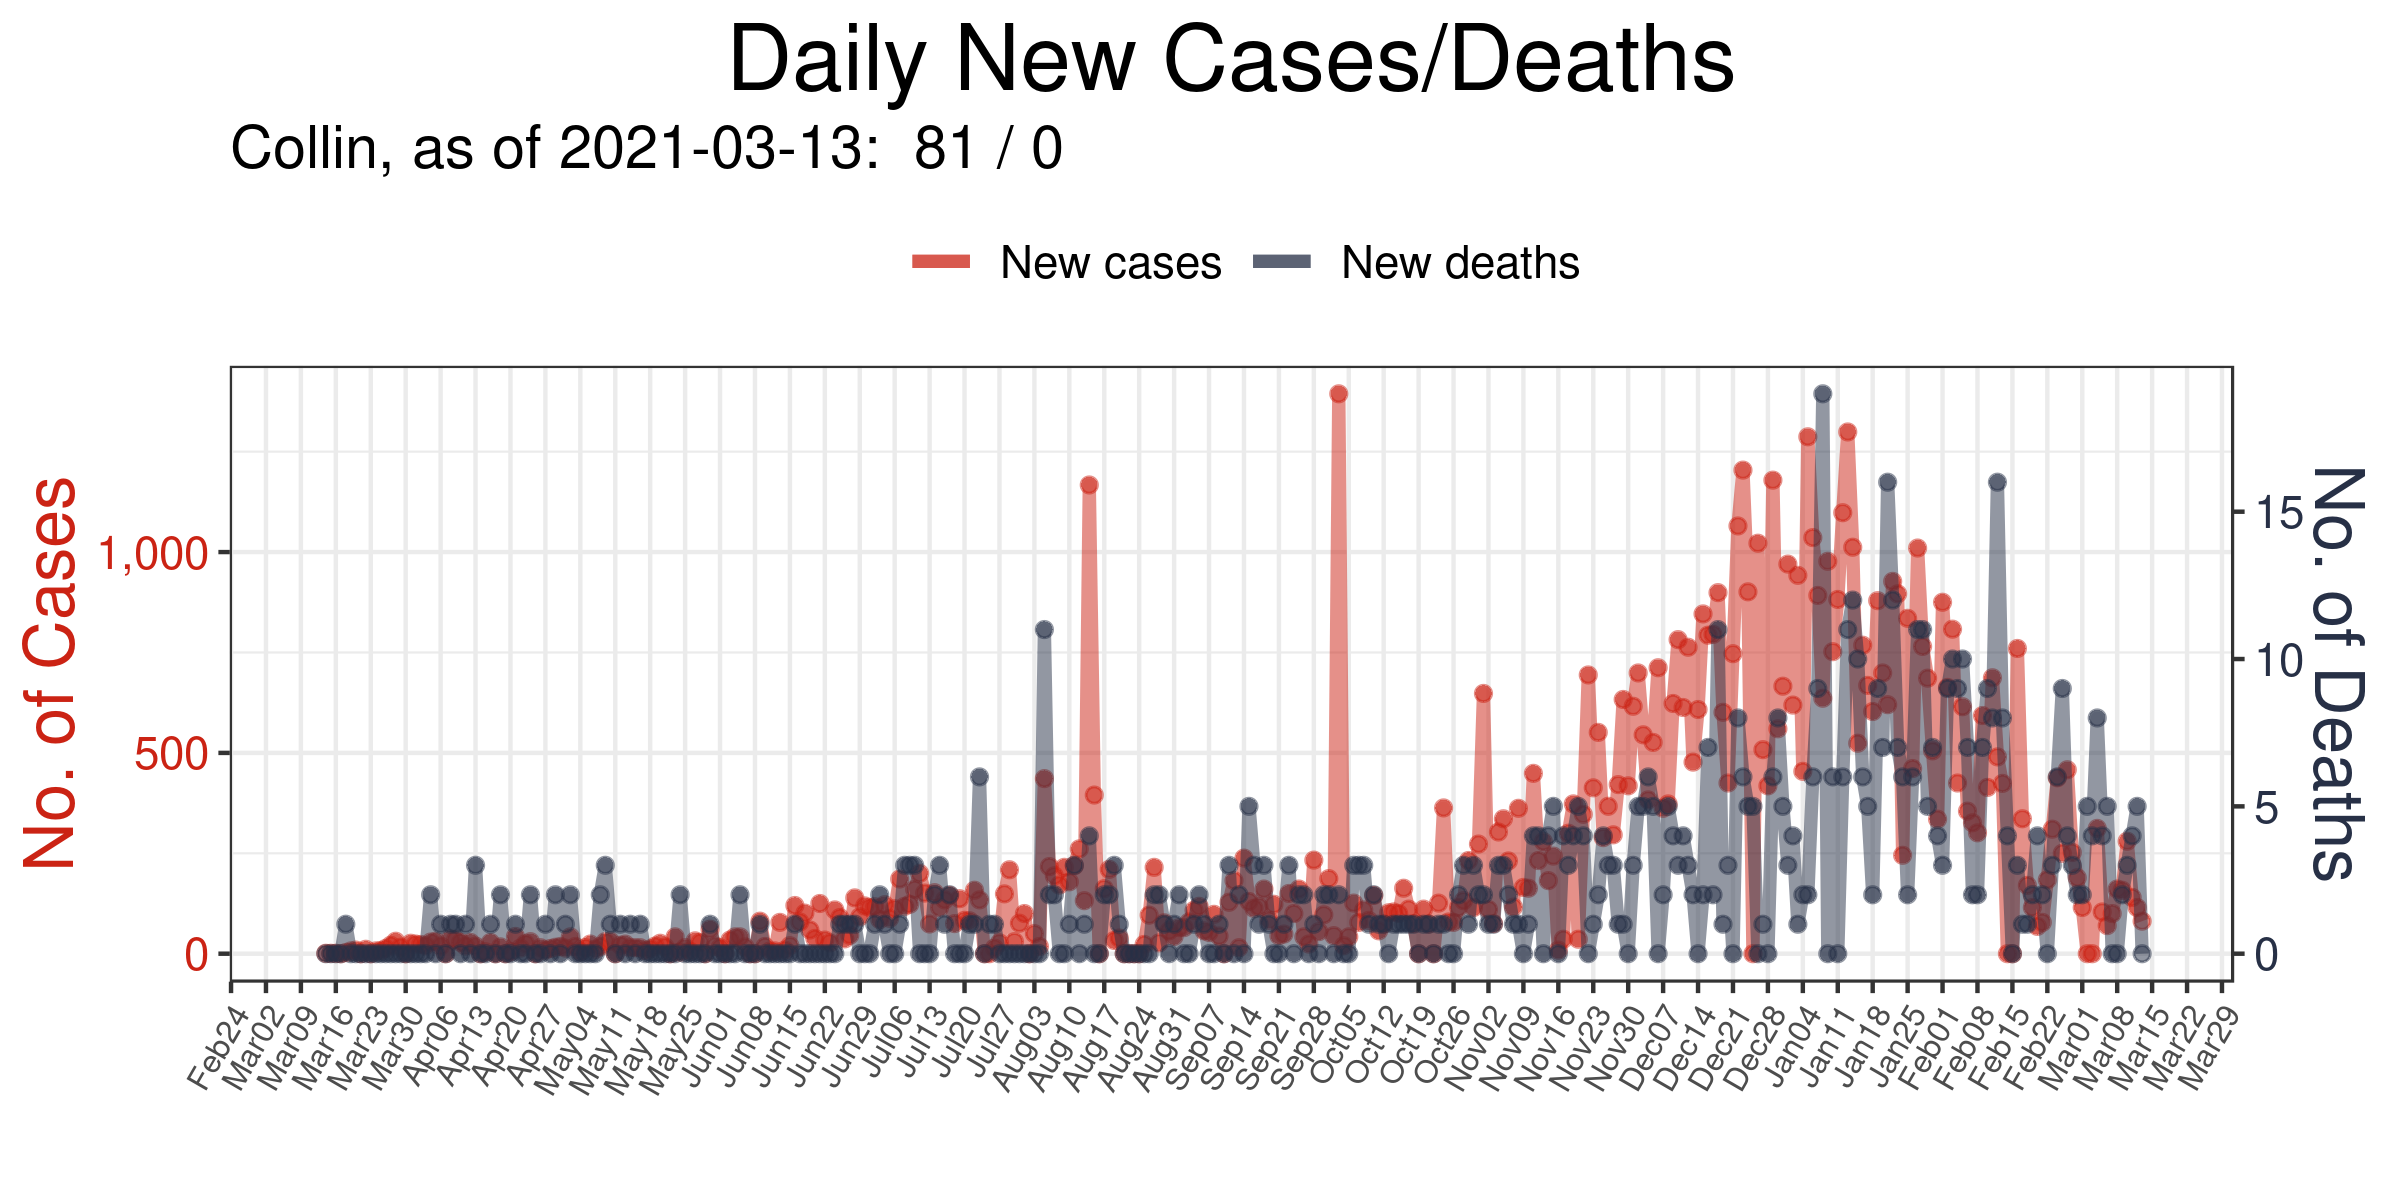 Daily New Cases/Deaths
Collin, as of 2021-03-13:  81 / 0
New cases
New deaths
No. of Cases
1,000
500
0
15
10
5
0
No. of Deaths
Feb24
Mar02
Mar09
Mar16
Mar23
Mar30
Apr06
Apr13
Apr20
Apr27
May04
May11
May18
May25
Jun01
Jun08
Jun15
Jun22
Jun29
Jul06
Jul13
Jul20
Jul27
Aug03
Aug10
Aug17
Aug24
Aug31
Sep07
Sep14
Sep21
Sep28
Oct05
Oct12
Oct19
Oct26
Nov02
Nov09
Nov16
Nov23
Nov30
Dec07
Dec14
Dec21
Dec28
Jan04
Jan11
Jan18
Jan25
Feb01
Feb08
Feb15
Feb22
Mar01
Mar08
Mar15
Mar22
Mar29